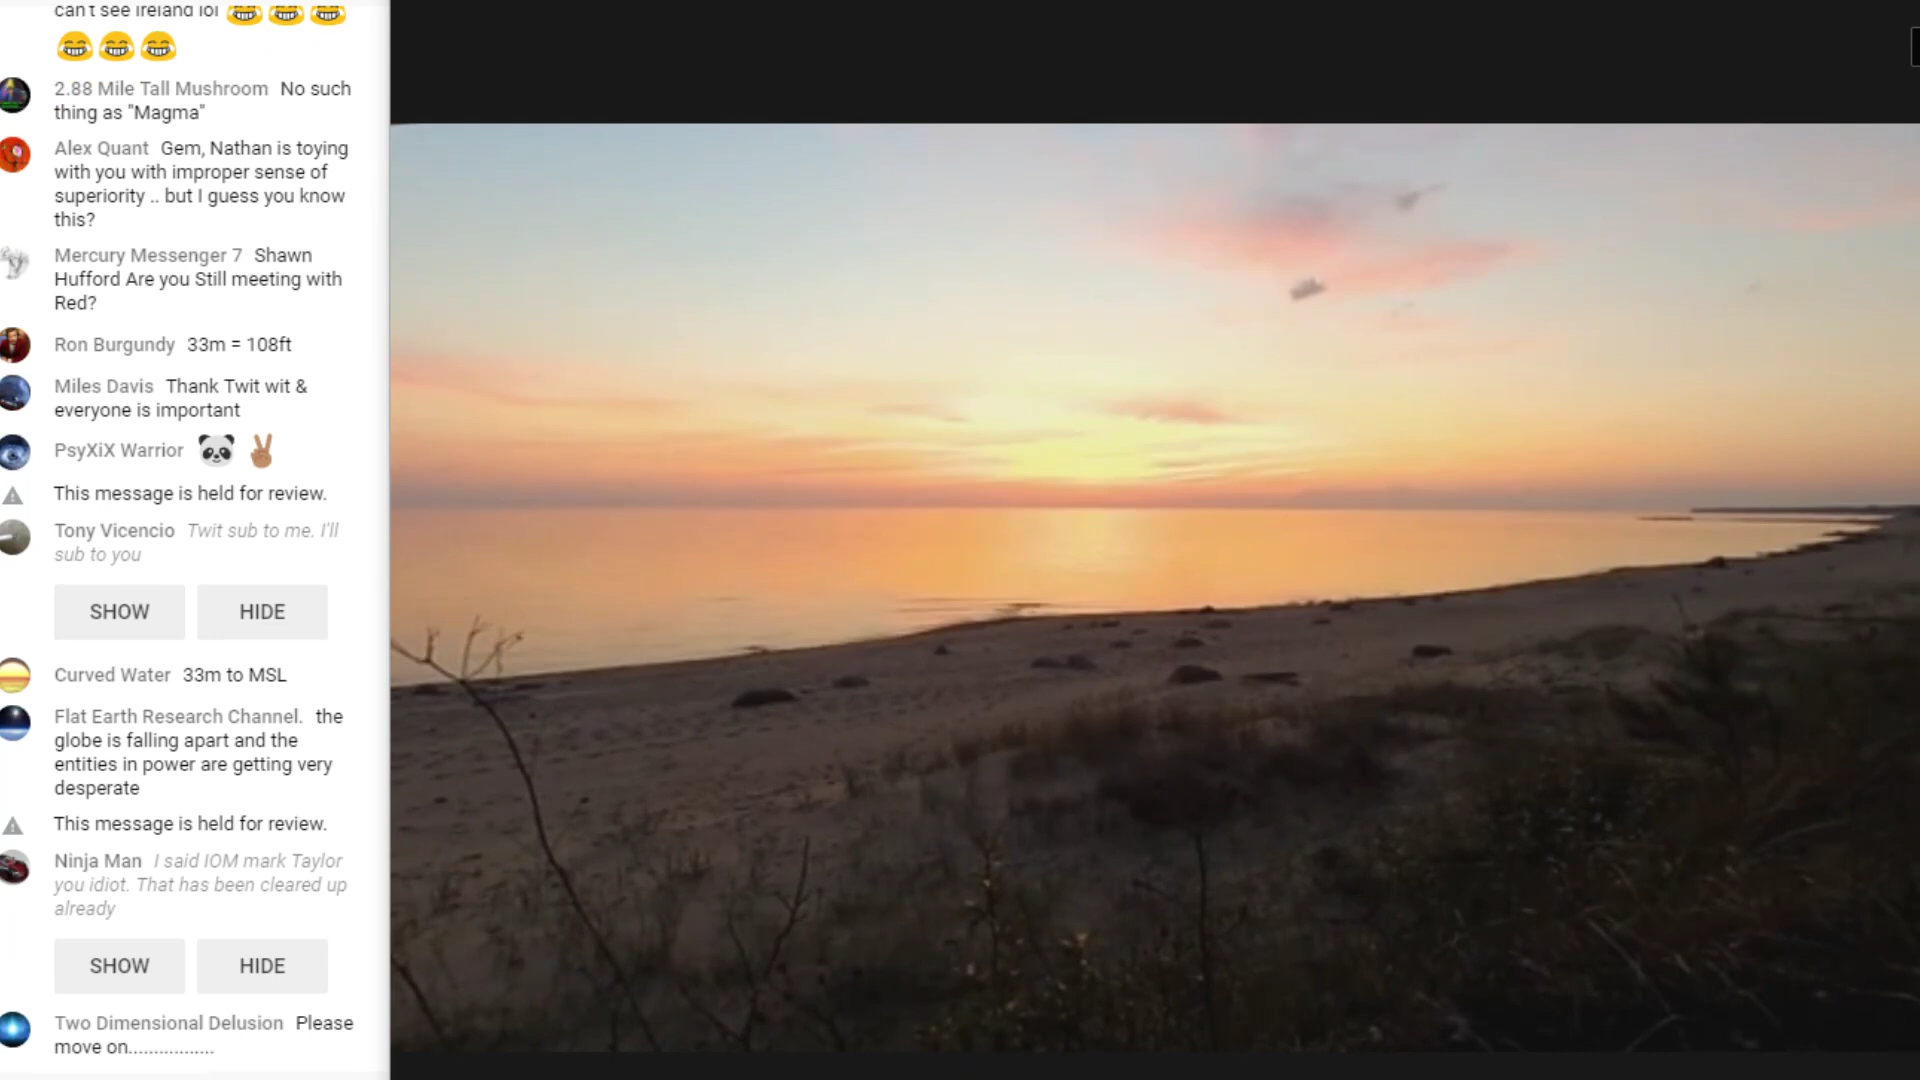 can't see Ireland lol 😂😂😂
😂😂😂
2.88 Mile Tall Mushroom No such
thing as "Magma"
Alex Quant Gem, Nathan is toying
with you with improper sense of
superiority .. but I guess you know
this?
Mercury Messenger 7 Shawn
Hufford Are you Still meeting with
Red?
Ron Burgundy 33m = 108ft
Miles Davis Thank Twit wit &
everyone is important
PsyXiX Warrior 🐼 ✌🏽
This message is held for review.
Tony Vicencio Twit sub to me. I'll
sub to you
SHOW HIDE
Curved Water 33m to MSL
Flat Earth Research Channel. the
globe is falling apart and the
entities in power are getting very
desperate
This message is held for review.
Ninja Man I said IOM mark Taylor
you idiot. That has been cleared up
already
SHOW HIDE
Two Dimensional Delusion Please
move on.................